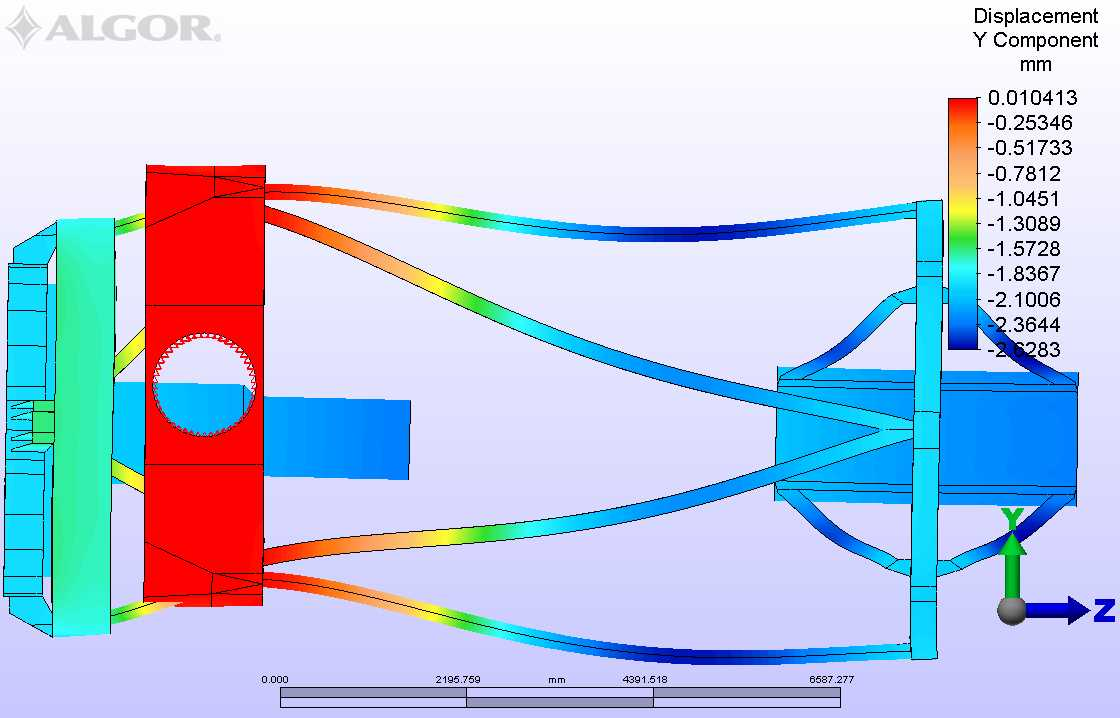 ALGOR®
Displacement
Y Component
mm
0.010413
-0.25346
-0.51733
-0.7812
-1.0451
-1.3089
-1.5728
-1.8367
-2.1006
-2.3644
-2.6283
Y
Z
0.000 2195.759 mm 4391.518 6587.277